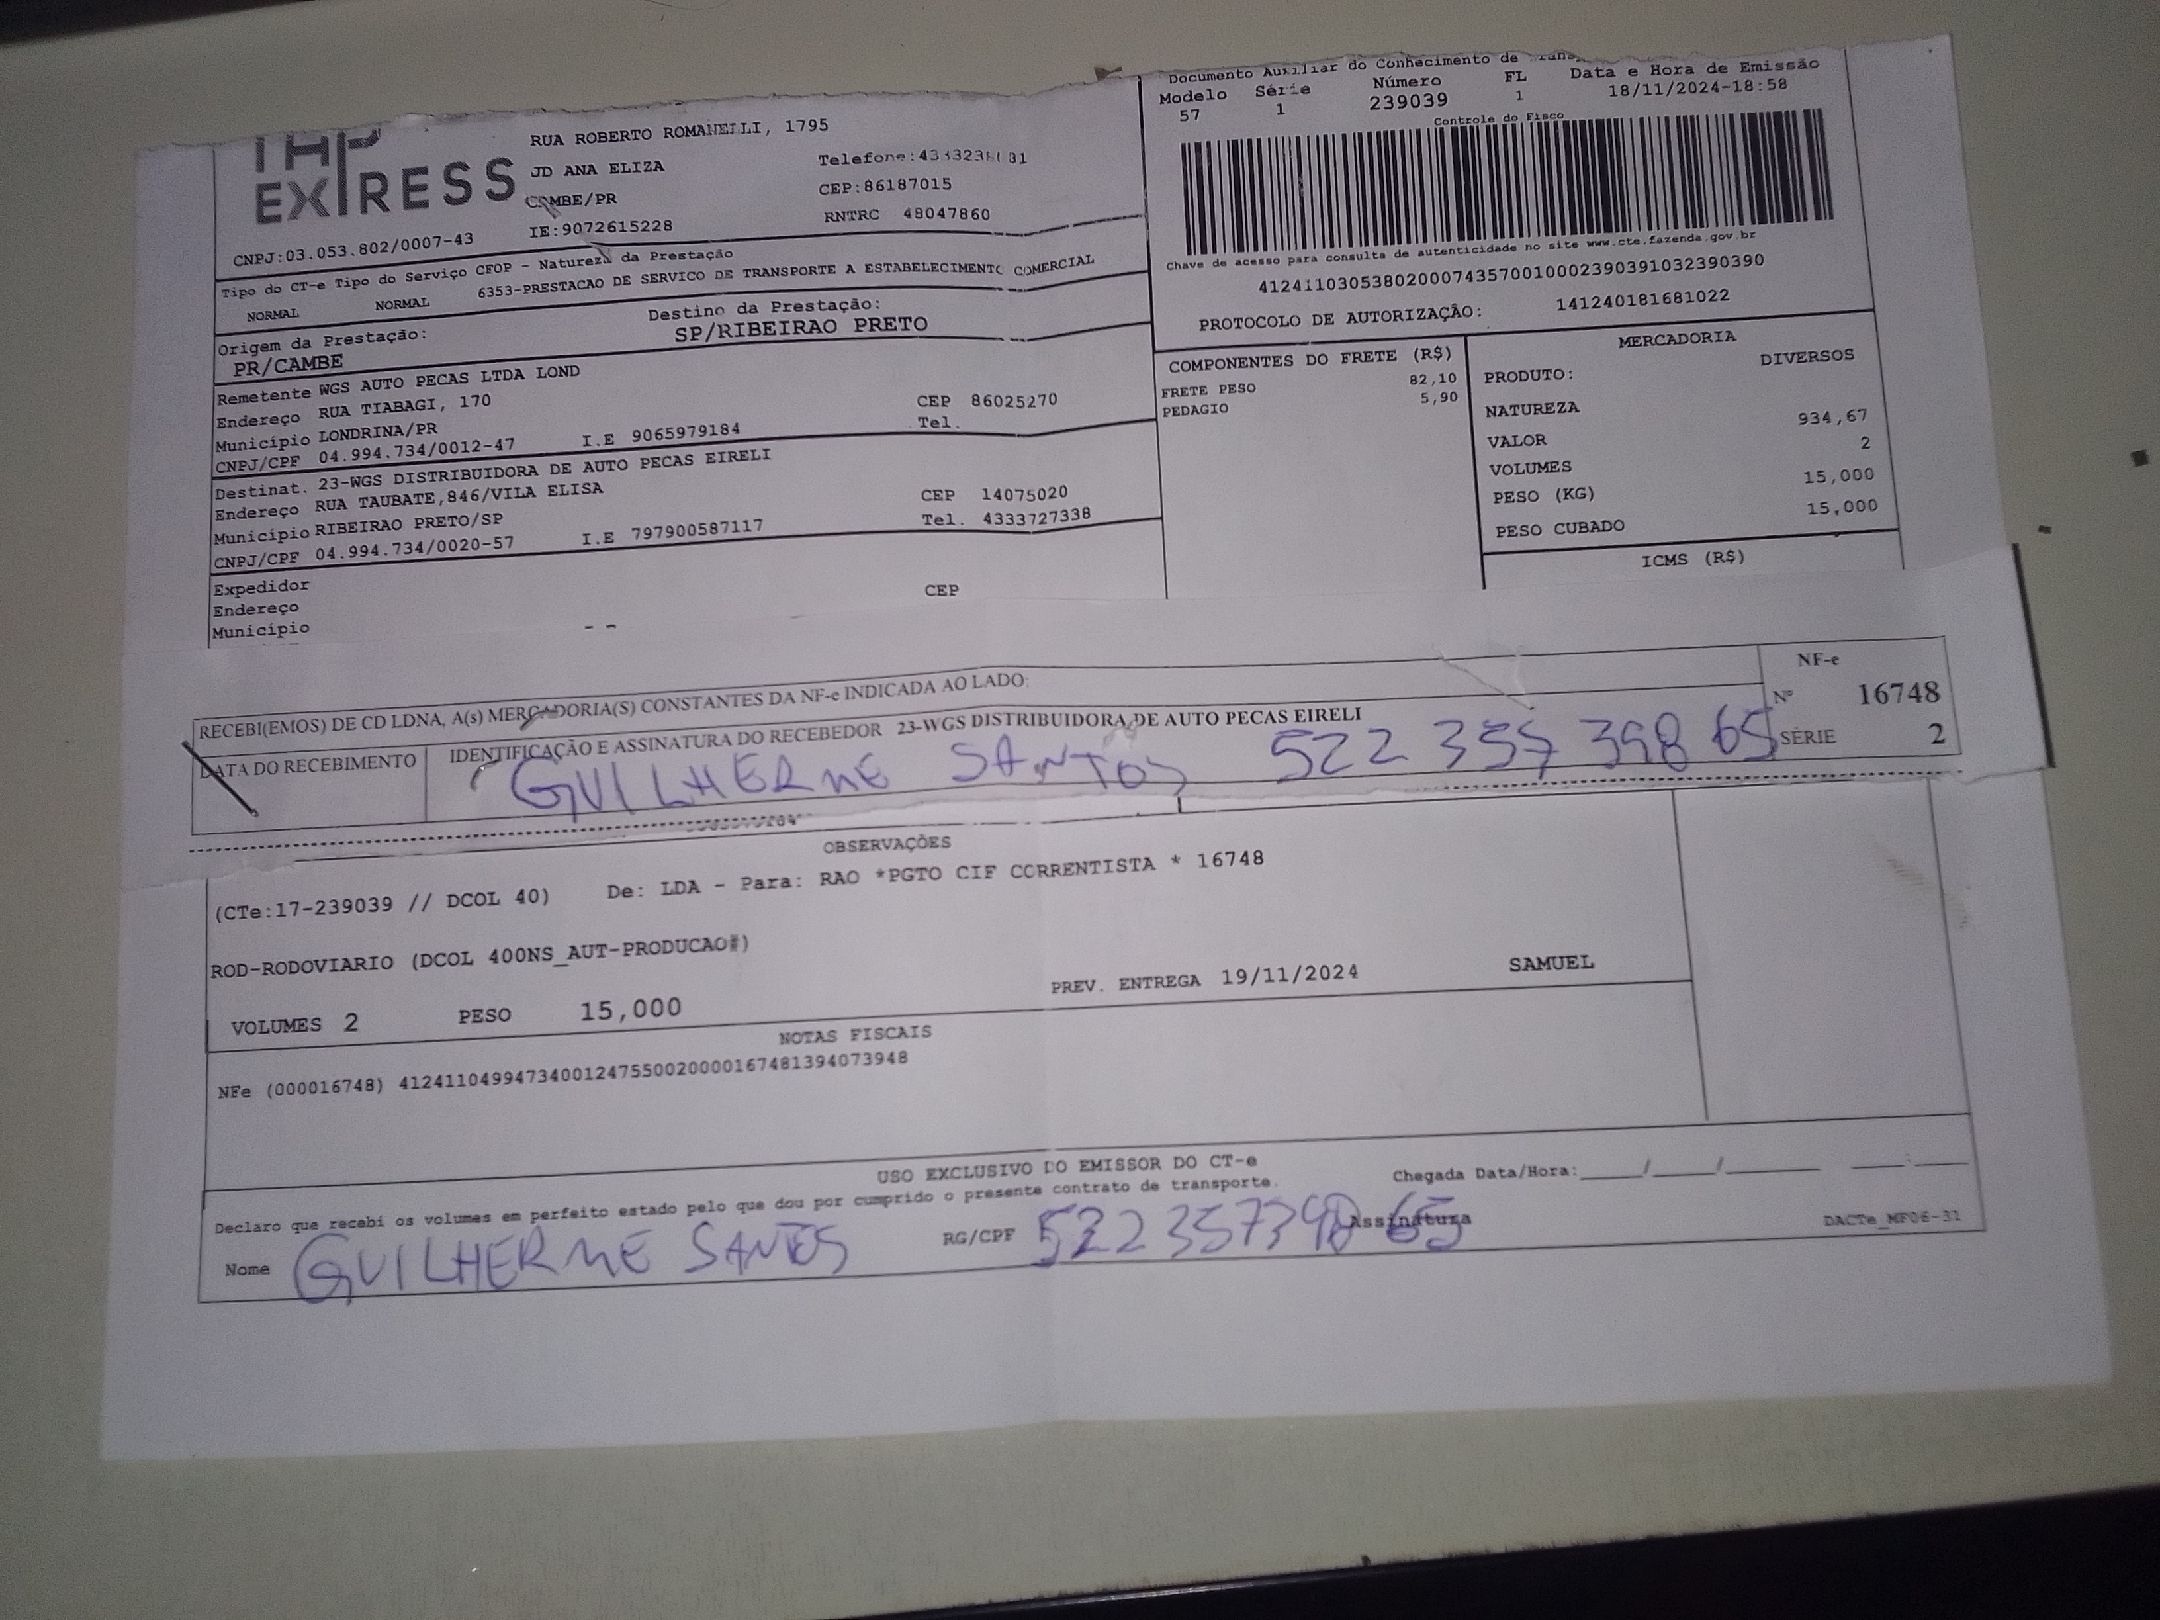 EXPRESS
RUA ROBERTO ROMANELLI, 1795
JD ANA ELIZA
CAMBE/PR
Telefone:
CEP:86187015
CNPJ:03.053.802/0007-43
IE:9072615228
RNTRC 48047860
Documento Auxiliar do Conhecimento de
Modelo Série Número FL Data e Hora de Emissão
57 1 239039 1 18/11/2024-18:58
Controle do Fisco
Chave de acesso para consulta de autenticidade no site www.cte.fazenda.gov.br
41241103053802000743570010002390391032390390
PROTOCOLO DE AUTORIZAÇÃO: 141240181681022
Tipo do CT-e Tipo do Serviço CFOP - Natureza da Prestação
NORMAL NORMAL 6353-PRESTACAO DE SERVICO DE TRANSPORTE A ESTABELECIMENTO COMERCIAL
Origem da Prestação: Destino da Prestação:
PR/CAMBE SP/RIBEIRAO PRETO
Remetente WGS AUTO PECAS LTDA LOND
Endereço RUA TIABAGI, 170 CEP 86025270
Município LONDRINA/PR Tel.
CNPJ/CPF 04.994.734/0012-47 I.E 9065979184
Destinat. 23-WGS DISTRIBUIDORA DE AUTO PECAS EIRELI
Endereço RUA TAUBATE,846/VILA ELISA CEP 14075020
Município RIBEIRAO PRETO/SP Tel. 4333727338
CNPJ/CPF 04.994.734/0020-57 I.E 797900587117
Expedidor
Endereço CEP
Município - -
COMPONENTES DO FRETE (R$)
FRETE PESO 82,10
PEDAGIO 5,90
MERCADORIA
PRODUTO: DIVERSOS
NATUREZA
VALOR 934,67
VOLUMES 2
PESO (KG) 15,000
PESO CUBADO 15,000
ICMS (R$)
RECEBI(EMOS) DE CD LDNA, A(s) MERCADORIA(S) CONSTANTES DA NF-e INDICADA AO LADO:
DATA DO RECEBIMENTO
IDENTIFICAÇÃO E ASSINATURA DO RECEBEDOR 23-WGS DISTRIBUIDORA DE AUTO PECAS EIRELI
GUILHERME SANTOS 522 357 398 65
NF-e
Nº 16748
SÉRIE 2
OBSERVAÇÕES
(CTe:17-239039 // DCOL 40) De: LDA - Para: RAO *PGTO CIF CORRENTISTA * 16748
ROD-RODOVIARIO (DCOL 400NS_AUT-PRODUCAO#)
VOLUMES 2 PESO 15,000 PREV. ENTREGA 19/11/2024 SAMUEL
NOTAS FISCAIS
NFe (000016748) 41241104994734001247550020000167481394073948
USO EXCLUSIVO DO EMISSOR DO CT-e
Declaro que recebi os volumes em perfeito estado pelo que dou por cumprido o presente contrato de transporte. Chegada Data/Hora:____/____/______ ____:____
Nome GUILHERME SANTOS RG/CPF 522 357398 65 Assinatura DACTe_MF06-31